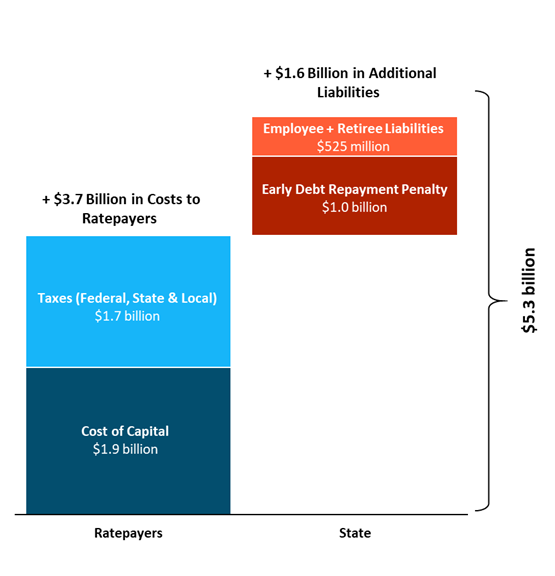 + $1.6 Billion in Additional
Liabilities
Employee + Retiree Liabilities
$525 million
Early Debt Repayment Penalty
$1.0 billion
+ $3.7 Billion in Costs to
Ratepayers
Taxes (Federal, State & Local)
$1.7 billion
Cost of Capital
$1.9 billion
$5.3 billion
Ratepayers
State